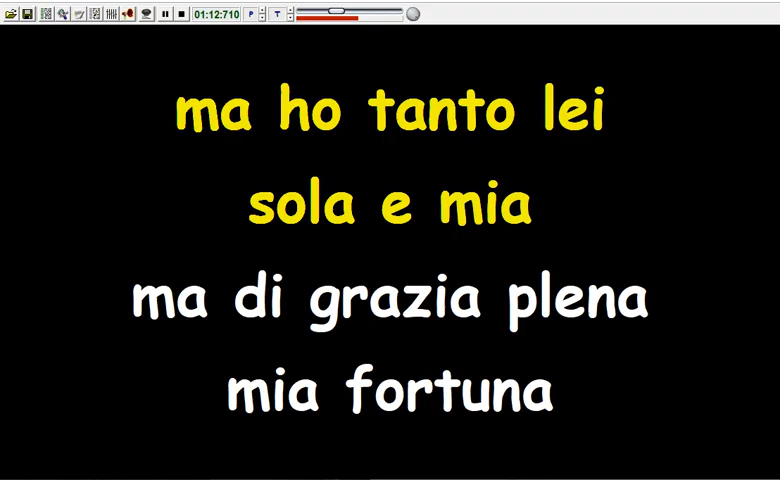 01:12:710 P T
ma ho tanto lei
sola e mia
ma di grazia plena
mia fortuna